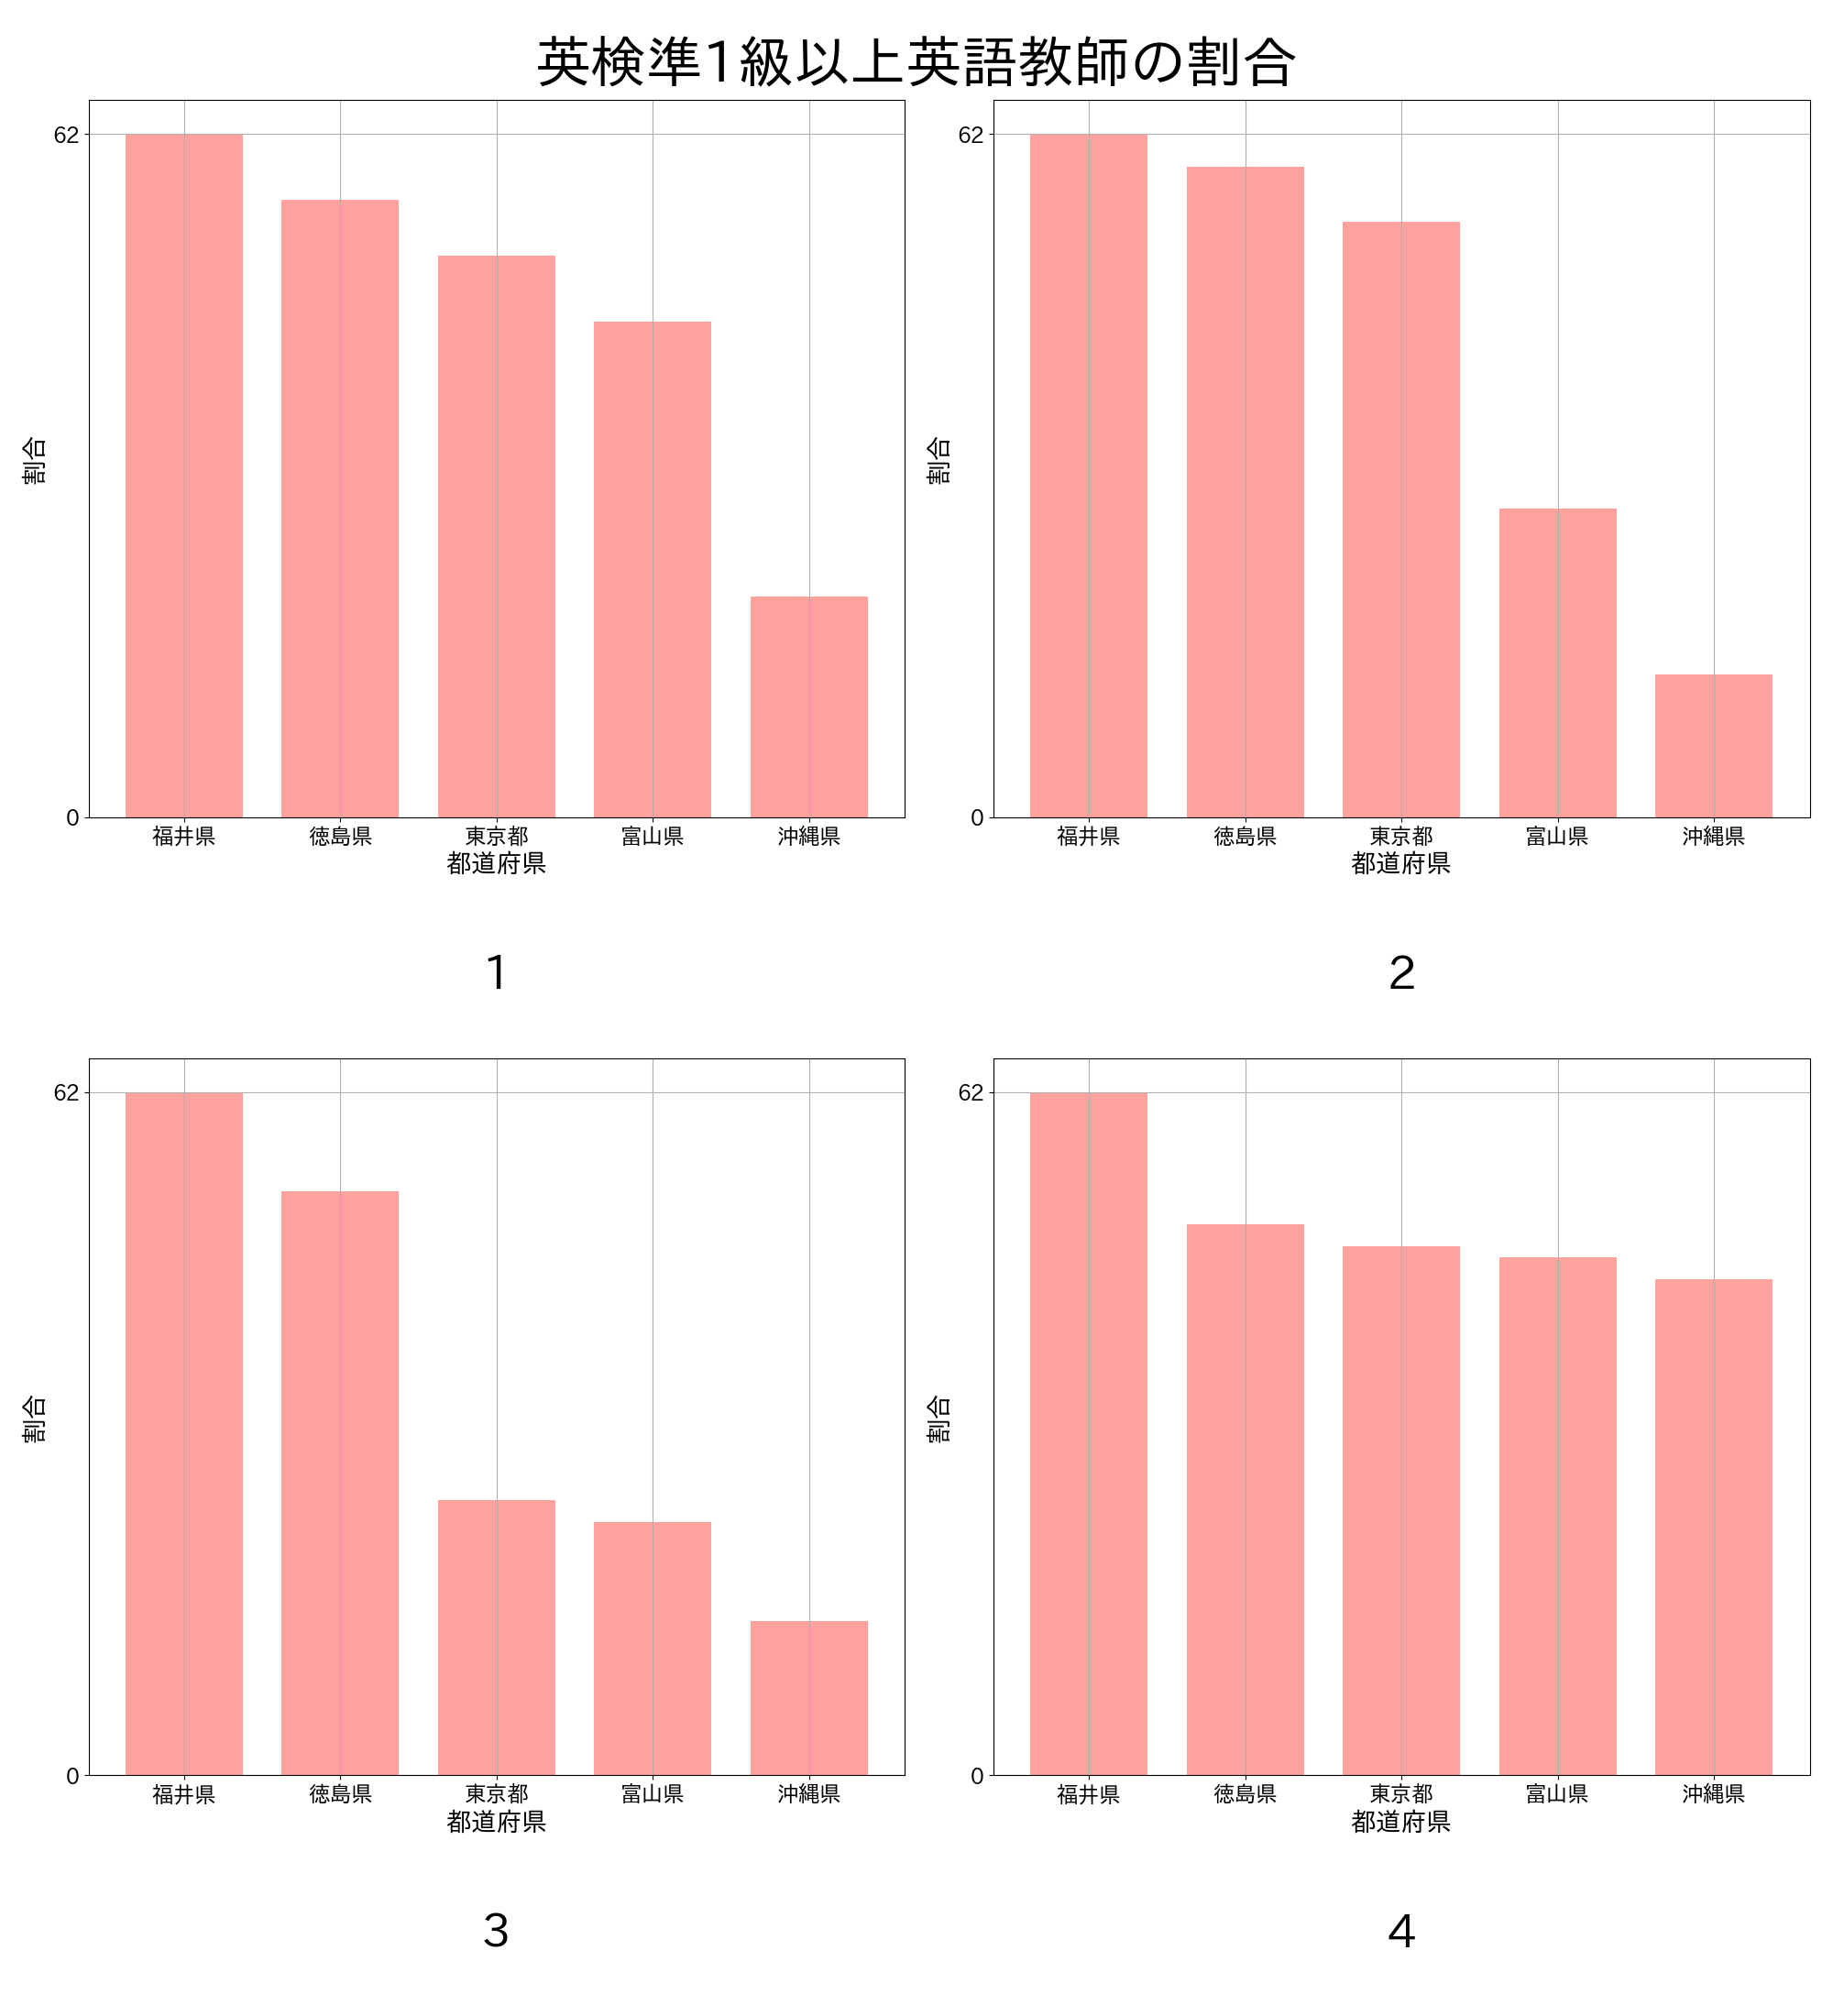 英検準1級以上英語教師の割合
62
0
割合
福井県 徳島県 東京都 富山県 沖縄県
都道府県
1
62
0
割合
福井県 徳島県 東京都 富山県 沖縄県
都道府県
2
62
0
割合
福井県 徳島県 東京都 富山県 沖縄県
都道府県
3
62
0
割合
福井県 徳島県 東京都 富山県 沖縄県
都道府県
4